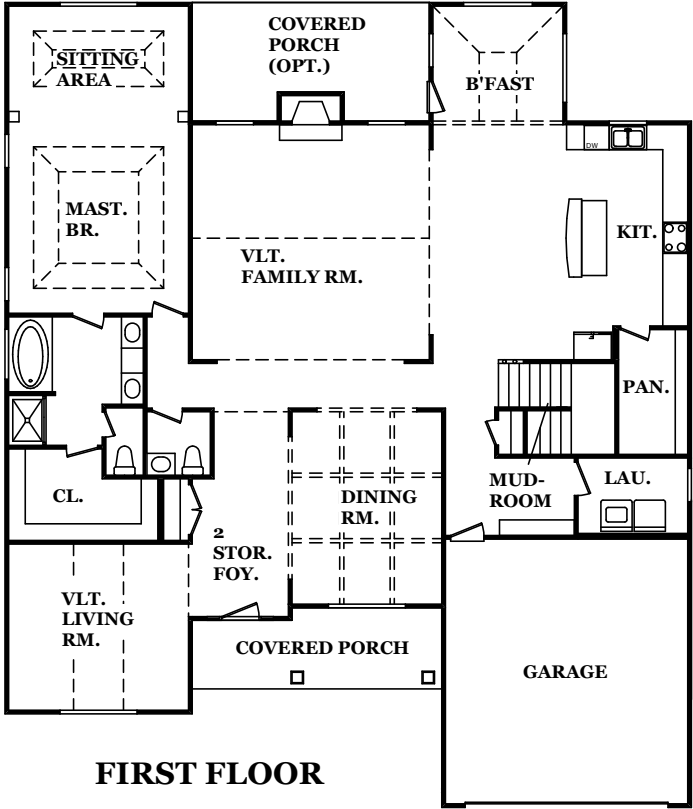 COVERED
PORCH
(OPT.)
SITTING
AREA
B'FAST
DW
MAST.
BR.
KIT.
VLT.
FAMILY RM.
PAN.
MUD-
ROOM
LAU.
CL.
DINING
RM.
2
STOR.
FOY.
VLT.
LIVING
RM.
COVERED PORCH
GARAGE
FIRST FLOOR